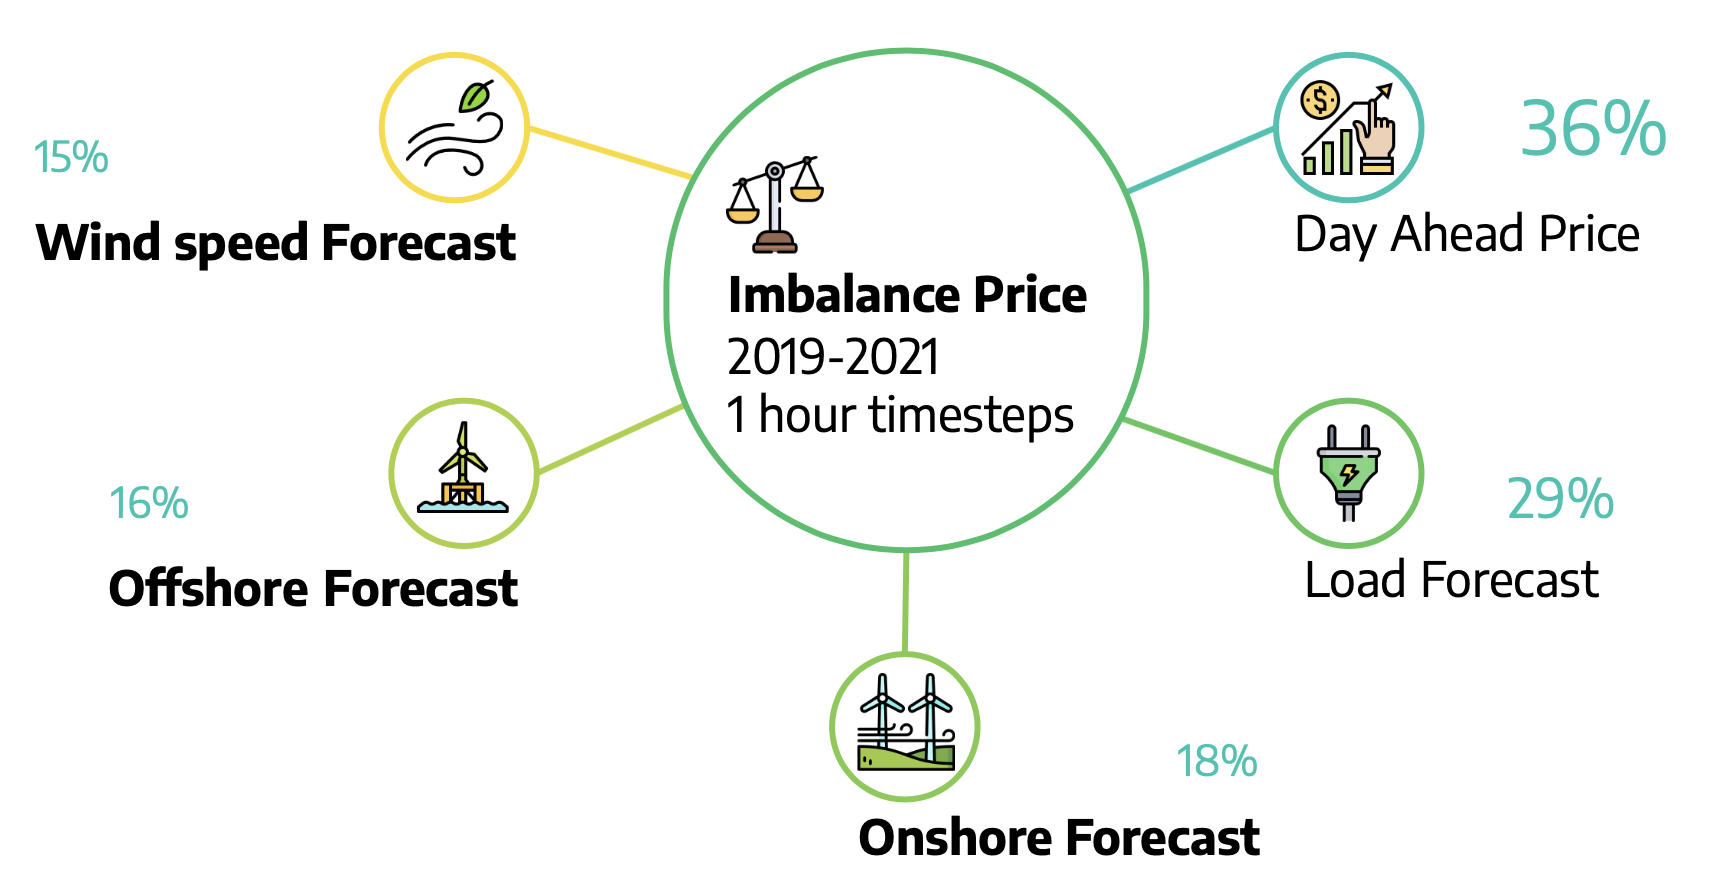 15%
Wind speed Forecast
16%
Offshore Forecast
$
Imbalance Price
2019-2021
1 hour timesteps
36%
Day Ahead Price
29%
Load Forecast
18%
Onshore Forecast